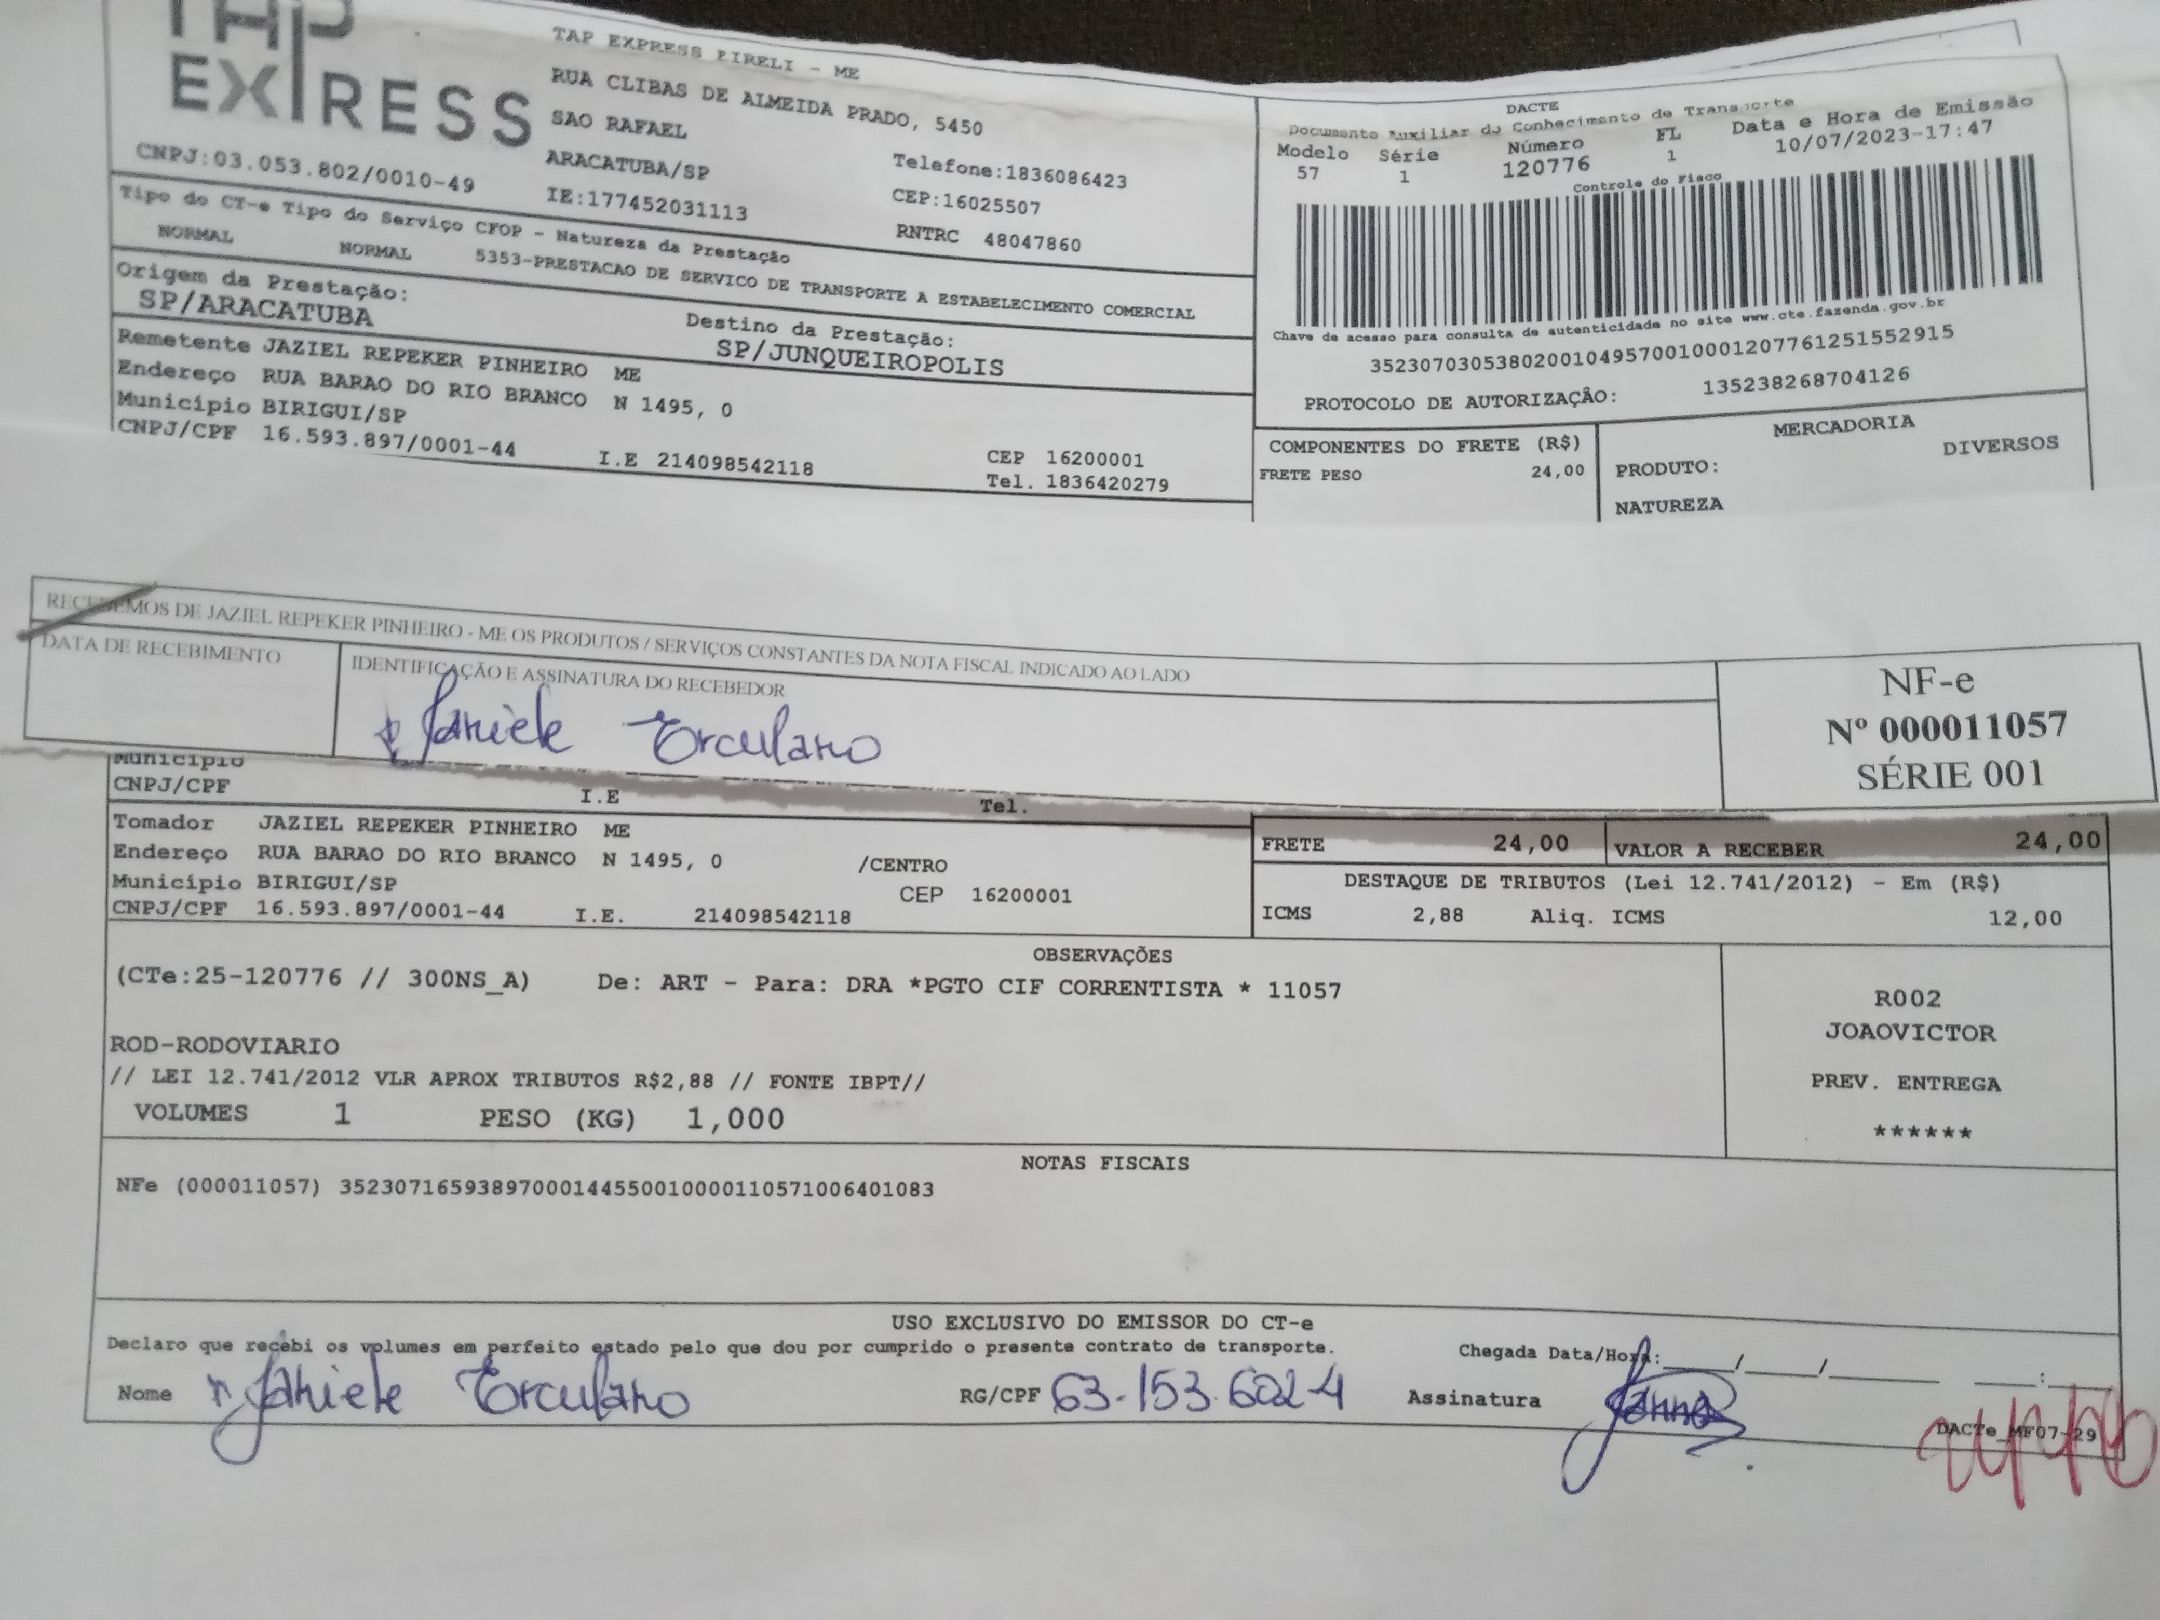 TAP
EXPRESS
CNPJ:03.053.802/0010-49
TAP EXPRESS EIRELI - ME
RUA CLIBAS DE ALMEIDA PRADO, 5450
SAO RAFAEL
ARACATUBA/SP
Telefone:1836086423
IE:177452031113
CEP:16025507
RNTRC 48047860
DACTE
Documento Auxiliar do Conhecimento de Transporte
Modelo Série Número FL Data e Hora de Emissão
57 1 120776 1 10/07/2023-17:47
Controle do Fisco
Chave de acesso para consulta de autenticidade no site www.cte.fazenda.gov.br
35230703053802001049570010001207761251552915
PROTOCOLO DE AUTORIZAÇÃO: 135238268704126
Tipo do CT-e Tipo do Serviço CFOP - Natureza da Prestação
NORMAL NORMAL 5353-PRESTACAO DE SERVICO DE TRANSPORTE A ESTABELECIMENTO COMERCIAL
Origem da Prestação: Destino da Prestação:
SP/ARACATUBA SP/JUNQUEIROPOLIS
Remetente JAZIEL REPEKER PINHEIRO ME
Endereço RUA BARAO DO RIO BRANCO N 1495, 0
Município BIRIGUI/SP CEP 16200001
CNPJ/CPF 16.593.897/0001-44 I.E 214098542118 Tel. 1836420279
COMPONENTES DO FRETE (R$)
FRETE PESO 24,00
MERCADORIA
PRODUTO: DIVERSOS
NATUREZA
RECEBEMOS DE JAZIEL REPEKER PINHEIRO - ME OS PRODUTOS / SERVIÇOS CONSTANTES DA NOTA FISCAL INDICADO AO LADO
DATA DE RECEBIMENTO
IDENTIFICAÇÃO E ASSINATURA DO RECEBEDOR
Janiele Erculano
NF-e
Nº 000011057
SÉRIE 001
Município
CNPJ/CPF I.E Tel.
Tomador JAZIEL REPEKER PINHEIRO ME
Endereço RUA BARAO DO RIO BRANCO N 1495, 0 /CENTRO
Município BIRIGUI/SP CEP 16200001
CNPJ/CPF 16.593.897/0001-44 I.E. 214098542118
FRETE 24,00 VALOR A RECEBER 24,00
DESTAQUE DE TRIBUTOS (Lei 12.741/2012) - Em (R$)
ICMS 2,88 Aliq. ICMS 12,00
OBSERVAÇÕES
(CTe:25-120776 // 300NS_A) De: ART - Para: DRA *PGTO CIF CORRENTISTA * 11057
ROD-RODOVIARIO
// LEI 12.741/2012 VLR APROX TRIBUTOS R$2,88 // FONTE IBPT//
VOLUMES 1 PESO (KG) 1,000
R002
JOAOVICTOR
PREV. ENTREGA
******
NOTAS FISCAIS
NFe (000011057) 35230716593897000144550010000110571006401083
USO EXCLUSIVO DO EMISSOR DO CT-e
Declaro que recebi os volumes em perfeito estado pelo que dou por cumprido o presente contrato de transporte.
Chegada Data/Hora:____/____/____ __:__
Nome Janiele Erculano RG/CPF 63.153.602-4 Assinatura
DACTe_MF07-29